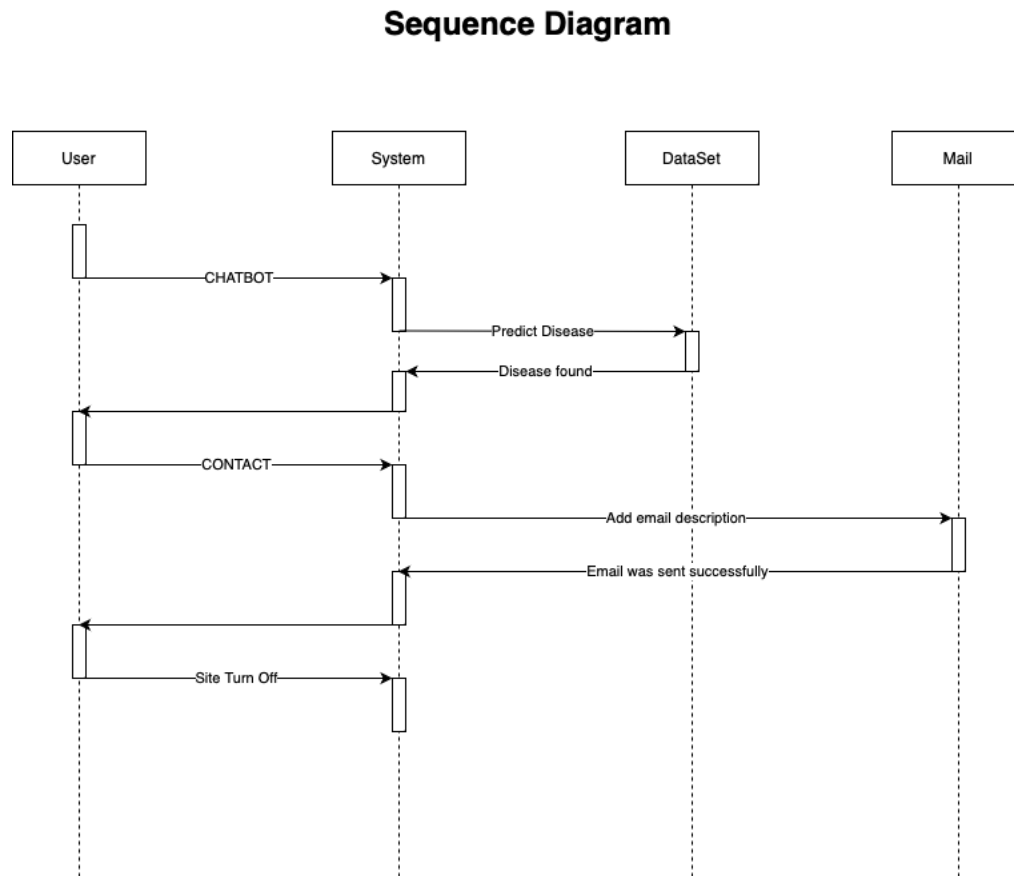 Sequence Diagram
User
System
DataSet
Mail
CHATBOT
Predict Disease
Disease found
CONTACT
Add email description
Email was sent successfully
Site Turn Off